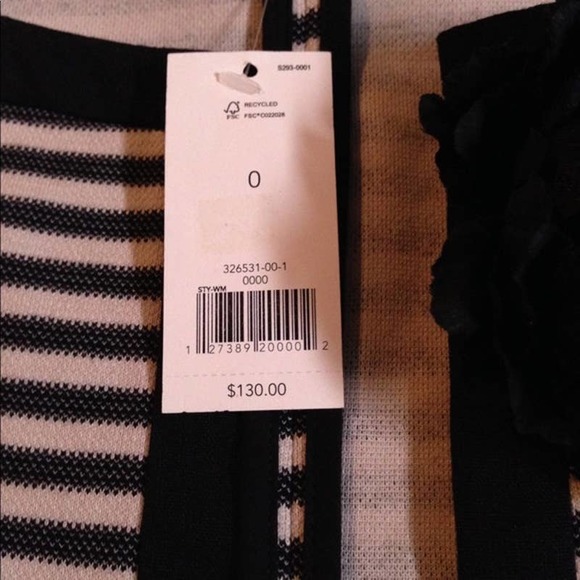 S293-0001
RECYCLED
FSC FSC®C022028
0
326531-00-1
0000
STY-WM
1 27389 20000 2
$130.00